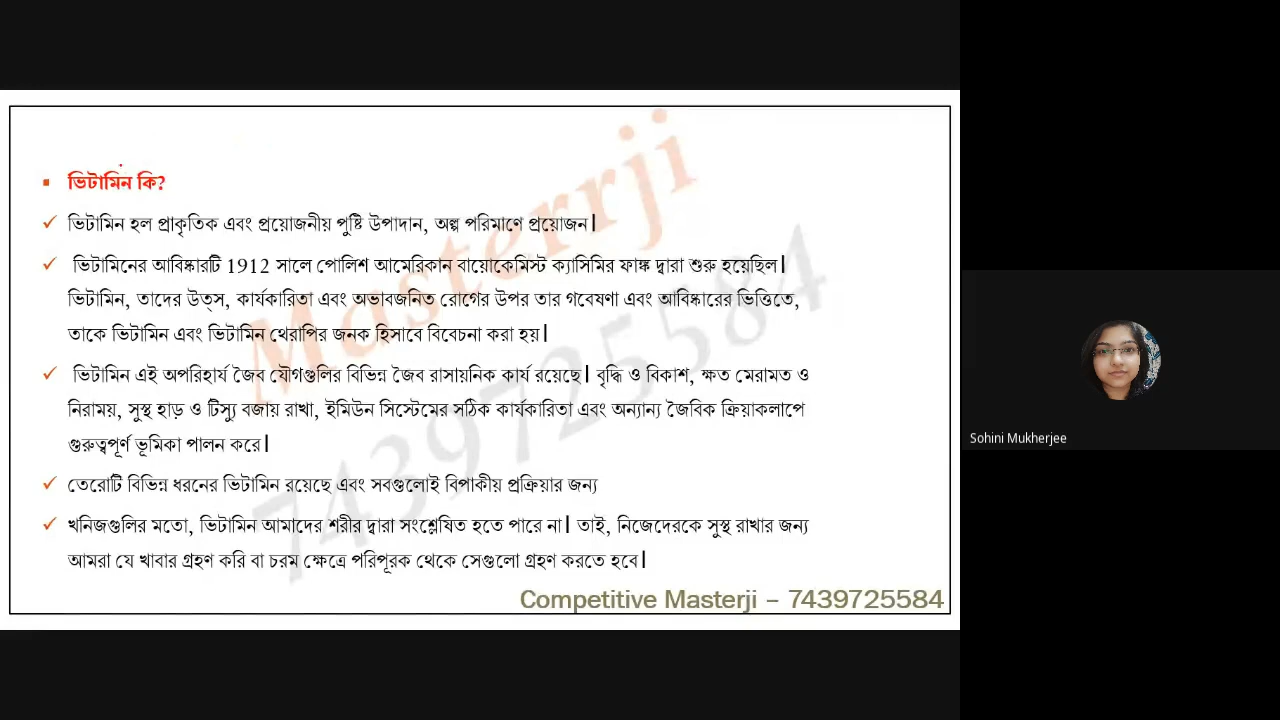 ভিটামিন কি?
ভিটামিন হল প্রাকৃতিক এবং প্রয়োজনীয় পুষ্টি উপাদান, অল্প পরিমাণে প্রয়োজন।
ভিটামিনের আবিষ্কারটি 1912 সালে পোলিশ আমেরিকান বায়োকেমিস্ট ক্যাসিমির ফাঙ্ক দ্বারা শুরু হয়েছিল।
ভিটামিন, তাদের উত্স, কার্যকারিতা এবং অভাবজনিত রোগের উপর তার গবেষণা এবং আবিষ্কারের ভিত্তিতে,
তাকে ভিটামিন এবং ভিটামিন থেরাপির জনক হিসাবে বিবেচনা করা হয়।
ভিটামিন এই অপরিহার্য জৈব যৌগগুলির বিভিন্ন জৈব রাসায়নিক কার্য রয়েছে। বৃদ্ধি ও বিকাশ, ক্ষত মেরামত ও
নিরাময়, সুস্থ হাড় ও টিস্যু বজায় রাখা, ইমিউন সিস্টেমের সঠিক কার্যকারিতা এবং অন্যান্য জৈবিক ক্রিয়াকলাপে
গুরুত্বপূর্ণ ভূমিকা পালন করে।
তেরোটি বিভিন্ন ধরনের ভিটামিন রয়েছে এবং সবগুলোই বিপাকীয় প্রক্রিয়ার জন্য
খনিজগুলির মতো, ভিটামিন আমাদের শরীর দ্বারা সংশ্লেষিত হতে পারে না। তাই, নিজেদেরকে সুস্থ রাখার জন্য
আমরা যে খাবার গ্রহণ করি বা চরম ক্ষেত্রে পরিপূরক থেকে সেগুলো গ্রহণ করতে হবে।
Competitive Masterji – 7439725584
Masterrji
7439725584
Sohini Mukherjee